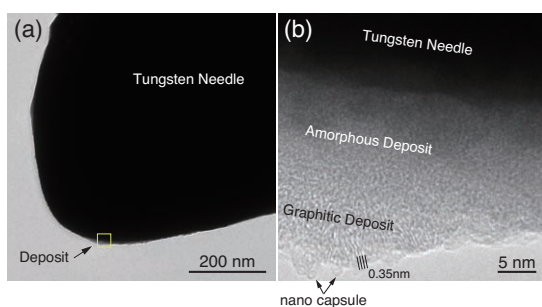 (a)
Tungsten Needle
Deposit
200 nm
(b)
Tungsten Needle
Amorphous Deposit
Graphitic Deposit
0.35nm
5 nm
nano capsule